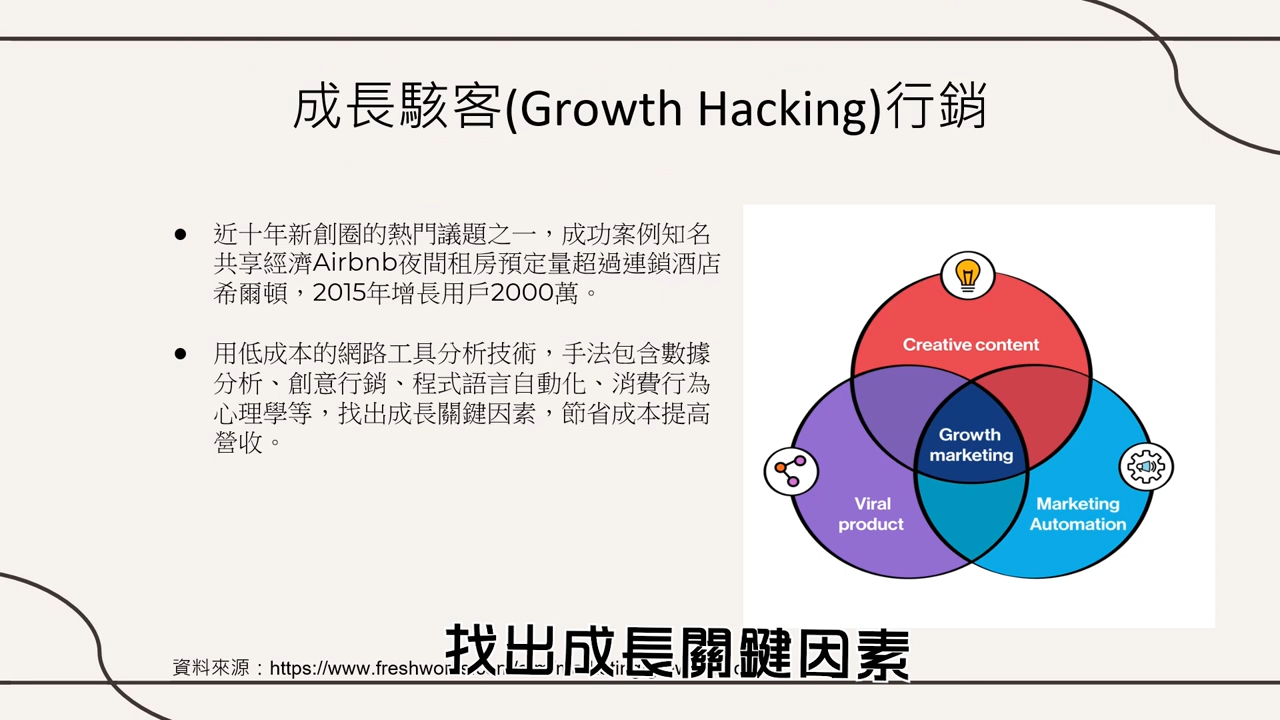 成長駭客(Growth Hacking)行銷
● 近十年新創圈的熱門議題之一，成功案例知名
共享經濟Airbnb夜間租房預定量超過連鎖酒店
希爾頓，2015年增長用戶2000萬。
● 用低成本的網路工具分析技術，手法包含數據
分析、創意行銷、程式語言自動化、消費行為
心理學等，找出成長關鍵因素，節省成本提高
營收。
Creative content
Growth
marketing
Viral
product
Marketing
Automation
資料來源：https://www.freshwor
找出成長關鍵因素